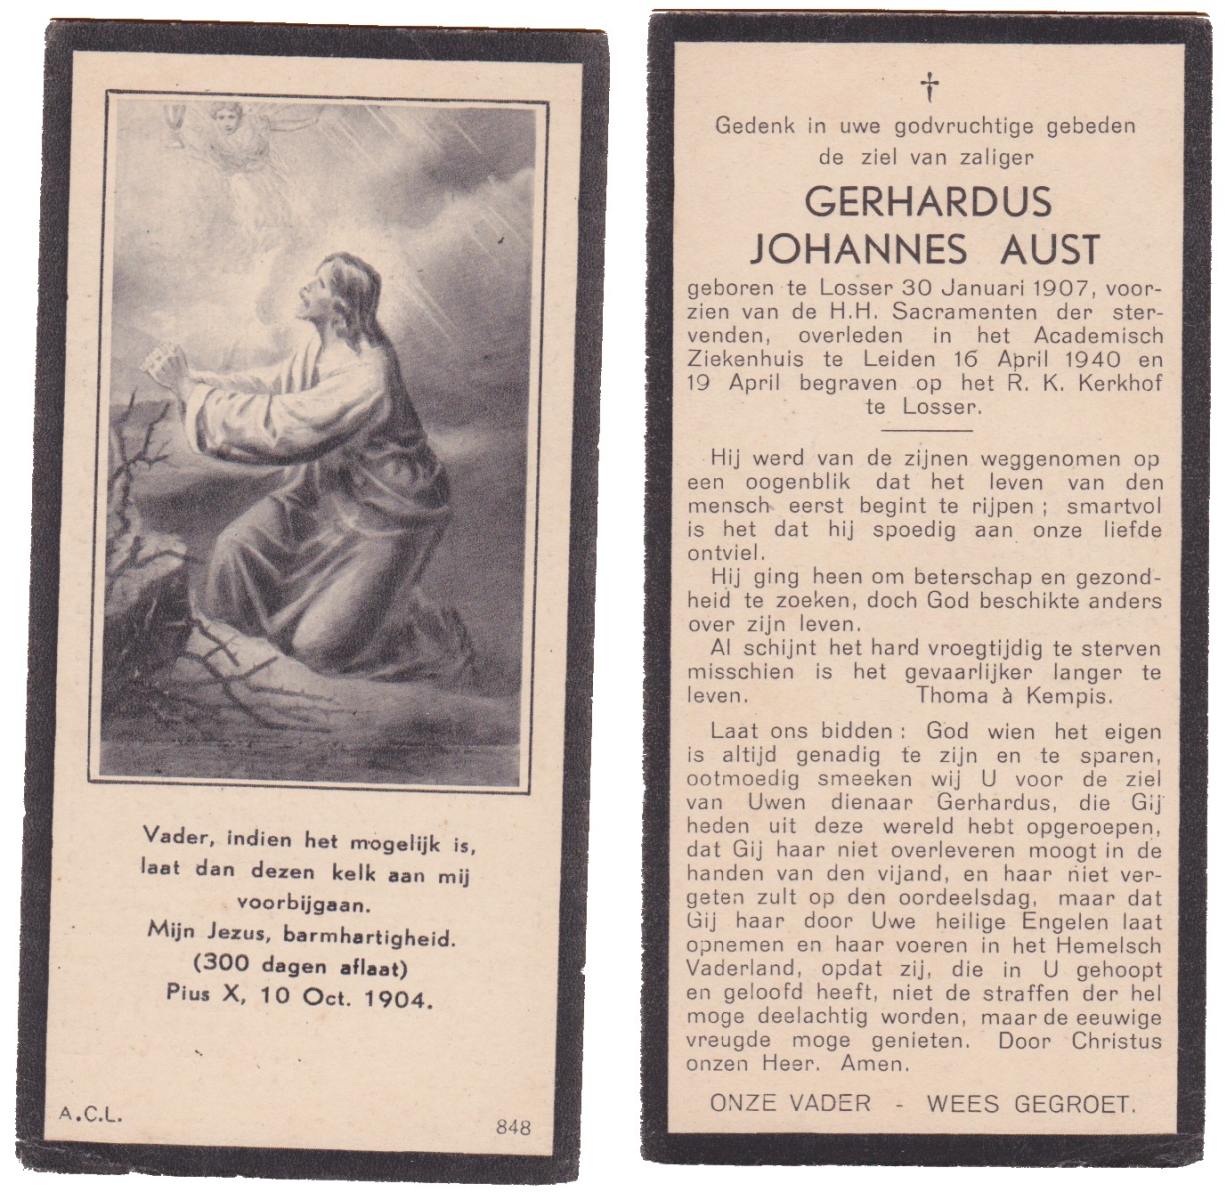 Vader, indien het mogelijk is,
laat dan dezen kelk aan mij
voorbijgaan.
Mijn Jezus, barmhartigheid.
(300 dagen aflaat)
Pius X, 10 Oct. 1904.
A.C.L.
848
Gedenk in uwe godvruchtige gebeden
de ziel van zaliger
GERHARDUS
JOHANNES AUST
geboren te Losser 30 Januari 1907, voor-
zien van de H.H. Sacramenten der ster-
venden, overleden in het Academisch
Ziekenhuis te Leiden 16 April 1940 en
19 April begraven op het R. K. Kerkhof
te Losser.
Hij werd van de zijnen weggenomen op
een oogenblik dat het leven van den
mensch eerst begint te rijpen ; smartvol
is het dat hij spoedig aan onze liefde
ontviel.
Hij ging heen om beterschap en gezond-
heid te zoeken, doch God beschikte anders
over zijn leven.
Al schijnt het hard vroegtijdig te sterven
misschien is het gevaarlijker langer te
leven. Thoma à Kempis.
Laat ons bidden : God wien het eigen
is altijd genadig te zijn en te sparen,
ootmoedig smeeken wij U voor de ziel
van Uwen dienaar Gerhardus, die Gij
heden uit deze wereld hebt opgeroepen,
dat Gij haar niet overleveren moogt in de
handen van den vijand, en haar niet ver-
geten zult op den oordeelsdag, maar dat
Gij haar door Uwe heilige Engelen laat
opnemen en haar voeren in het Hemelsch
Vaderland, opdat zij, die in U gehoopt
en geloofd heeft, niet de straffen der hel
moge deelachtig worden, maar de eeuwige
vreugde moge genieten. Door Christus
onzen Heer. Amen.
ONZE VADER - WEES GEGROET.